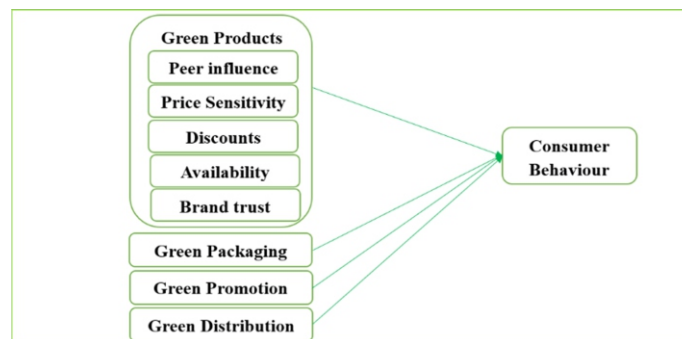 Green Products
Peer influence
Price Sensitivity
Discounts
Availability
Brand trust
Green Packaging
Green Promotion
Green Distribution
Consumer
Behaviour